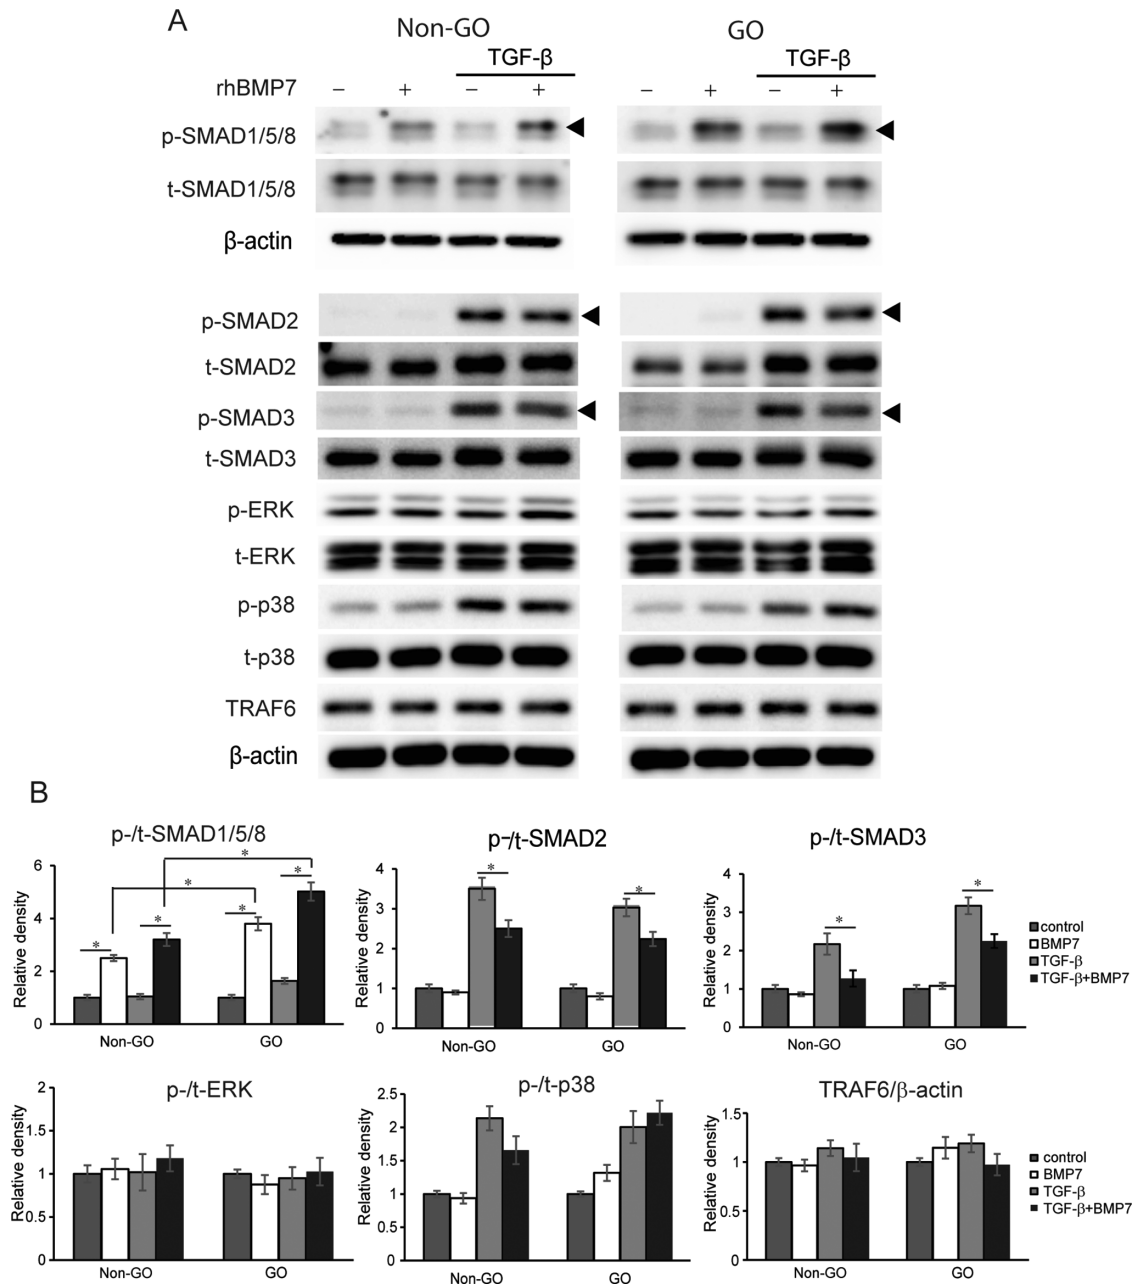 A
Non-GO
GO
TGF-β
TGF-β
rhBMP7 – + – + – + – +
p-SMAD1/5/8
t-SMAD1/5/8
β-actin
p-SMAD2
t-SMAD2
p-SMAD3
t-SMAD3
p-ERK
t-ERK
p-p38
t-p38
TRAF6
β-actin
B
p-/t-SMAD1/5/8
Relative density
6
4
2
0
*
*
*
*
*
*
Non-GO
GO
p-/t-SMAD2
Relative density
4
3
2
1
0
*
*
Non-GO
GO
p-/t-SMAD3
Relative density
4
3
2
1
0
*
*
Non-GO
GO
control
BMP7
TGF-β
TGF-β+BMP7
p-/t-ERK
Relative density
2
1.5
1
0.5
0
Non-GO
GO
p-/t-p38
Relative density
2.5
2
1.5
1
0.5
0
Non-GO
GO
TRAF6/β-actin
Relative density
1.5
1
0.5
0
Non-GO
GO
control
BMP7
TGF-β
TGF-β+BMP7